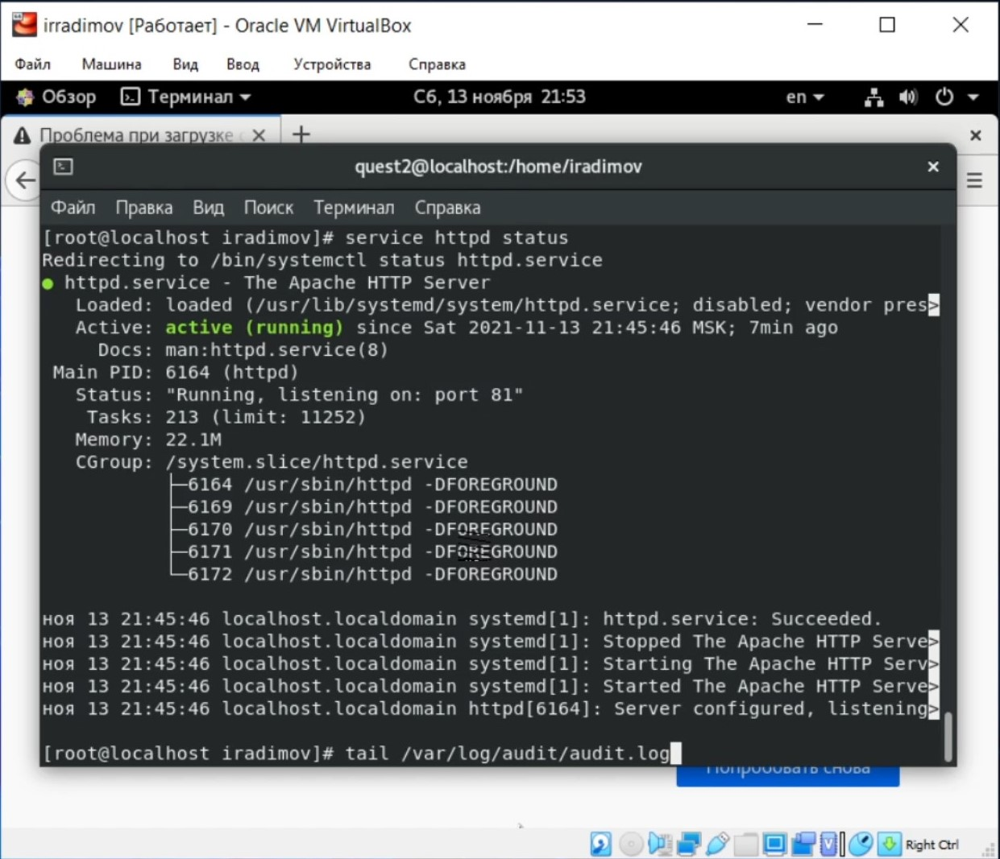 irradimov [Работает] - Oracle VM VirtualBox
Файл Машина Вид Ввод Устройства Справка
Обзор Терминал Сб, 13 ноября 21:53 en
Проблема при загрузке
quest2@localhost:/home/iradimov
Файл Правка Вид Поиск Терминал Справка
[root@localhost iradimov]# service httpd status
Redirecting to /bin/systemctl status httpd.service
● httpd.service - The Apache HTTP Server
Loaded: loaded (/usr/lib/systemd/system/httpd.service; disabled; vendor pres>
Active: active (running) since Sat 2021-11-13 21:45:46 MSK; 7min ago
Docs: man:httpd.service(8)
Main PID: 6164 (httpd)
Status: "Running, listening on: port 81"
Tasks: 213 (limit: 11252)
Memory: 22.1M
CGroup: /system.slice/httpd.service
├─6164 /usr/sbin/httpd -DFOREGROUND
├─6169 /usr/sbin/httpd -DFOREGROUND
├─6170 /usr/sbin/httpd -DFOREGROUND
├─6171 /usr/sbin/httpd -DFOREGROUND
└─6172 /usr/sbin/httpd -DFOREGROUND
ноя 13 21:45:46 localhost.localdomain systemd[1]: httpd.service: Succeeded.
ноя 13 21:45:46 localhost.localdomain systemd[1]: Stopped The Apache HTTP Serve>
ноя 13 21:45:46 localhost.localdomain systemd[1]: Starting The Apache HTTP Serv>
ноя 13 21:45:46 localhost.localdomain systemd[1]: Started The Apache HTTP Serve>
ноя 13 21:45:46 localhost.localdomain httpd[6164]: Server configured, listening>
[root@localhost iradimov]# tail /var/log/audit/audit.log
Попробовать снова
Right Ctrl